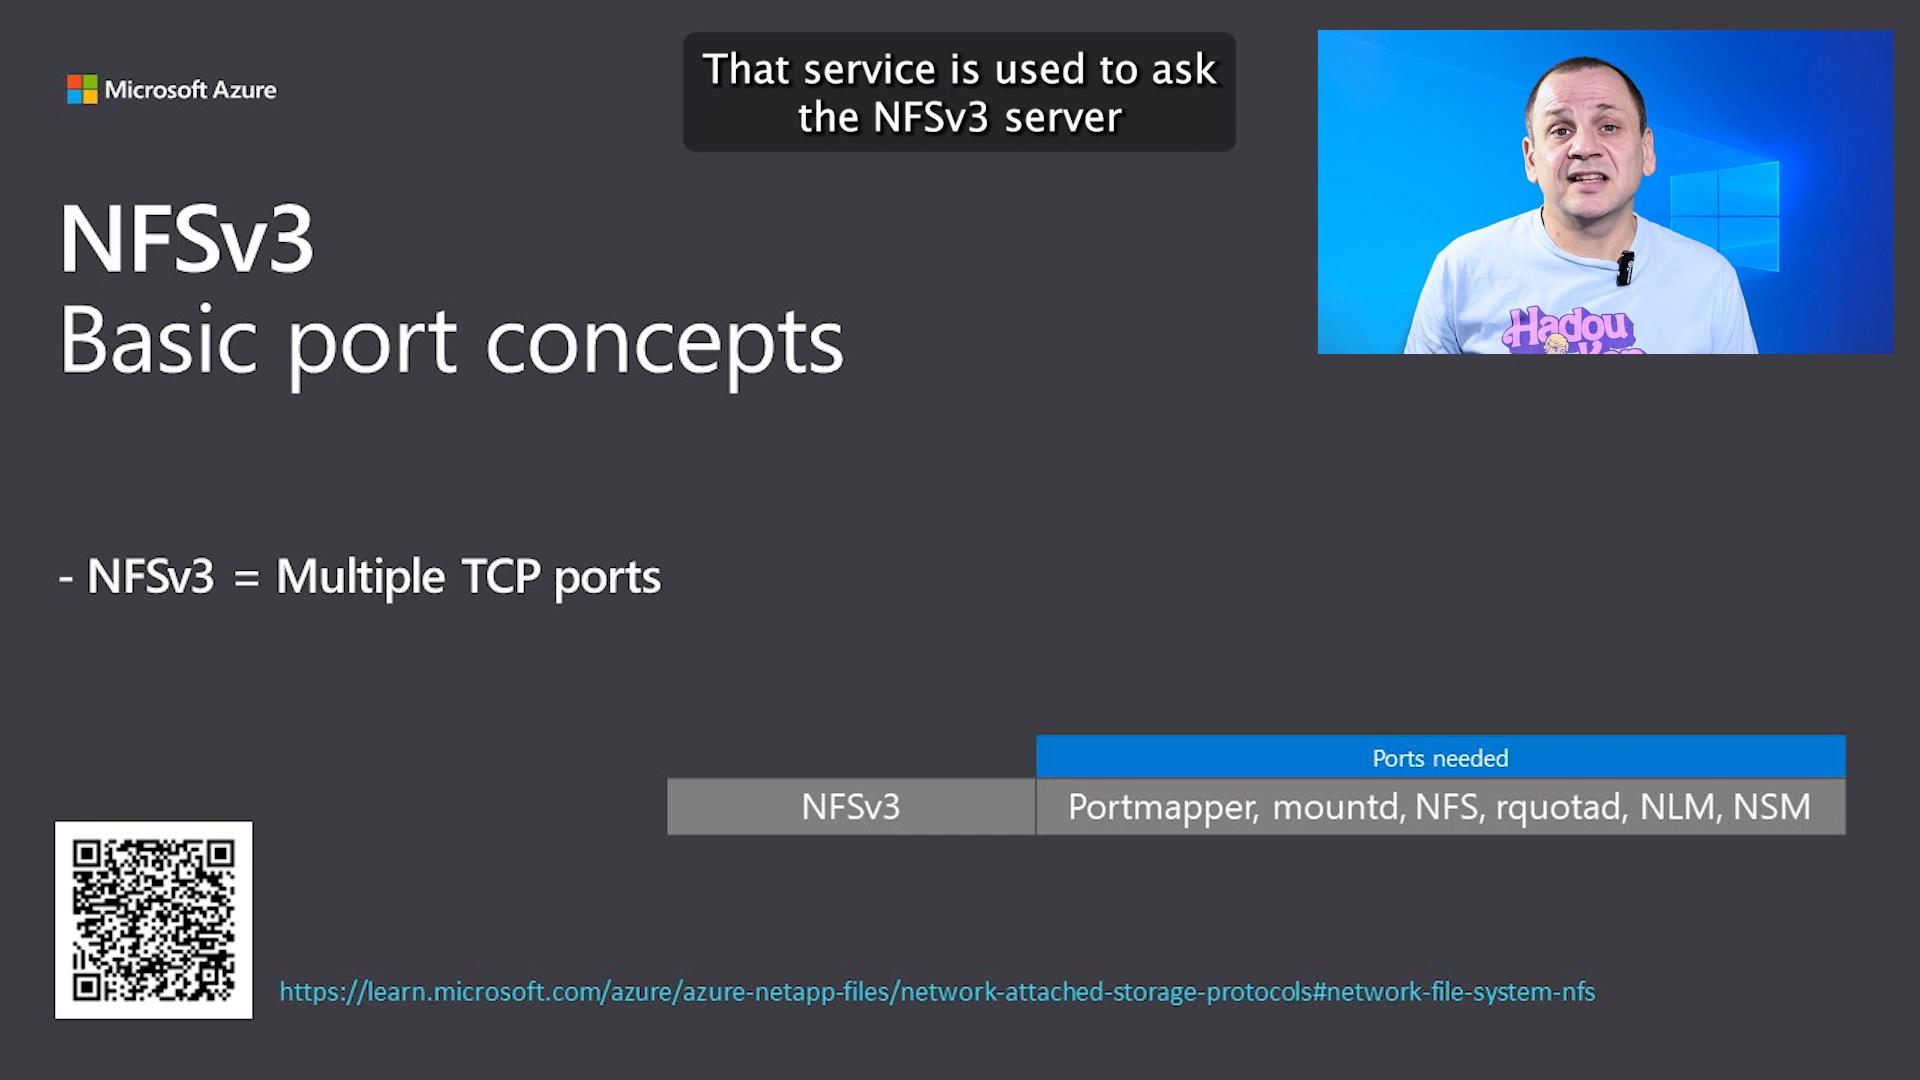 That service is used to ask
the NFSv3 server
Microsoft Azure
NFSv3
Basic port concepts
Hadou
- NFSv3 = Multiple TCP ports
Ports needed
NFSv3 Portmapper, mountd, NFS, rquotad, NLM, NSM
https://learn.microsoft.com/azure/azure-netapp-files/network-attached-storage-protocols#network-file-system-nfs